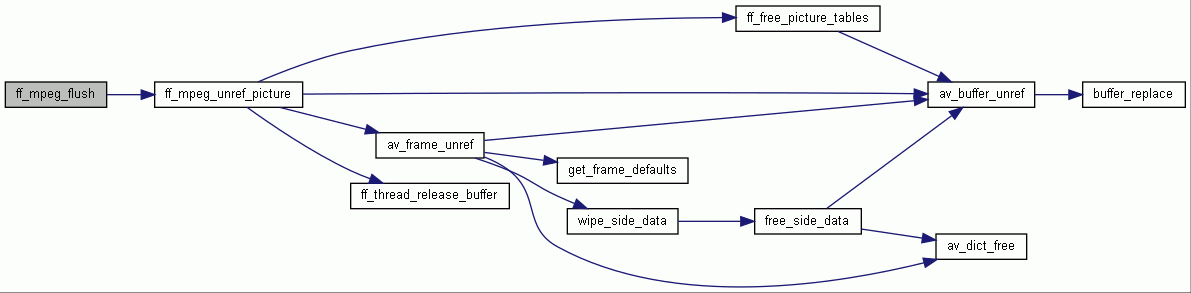 ff_free_picture_tables
ff_mpeg_flush
ff_mpeg_unref_picture
av_buffer_unref
buffer_replace
av_frame_unref
get_frame_defaults
ff_thread_release_buffer
wipe_side_data
free_side_data
av_dict_free